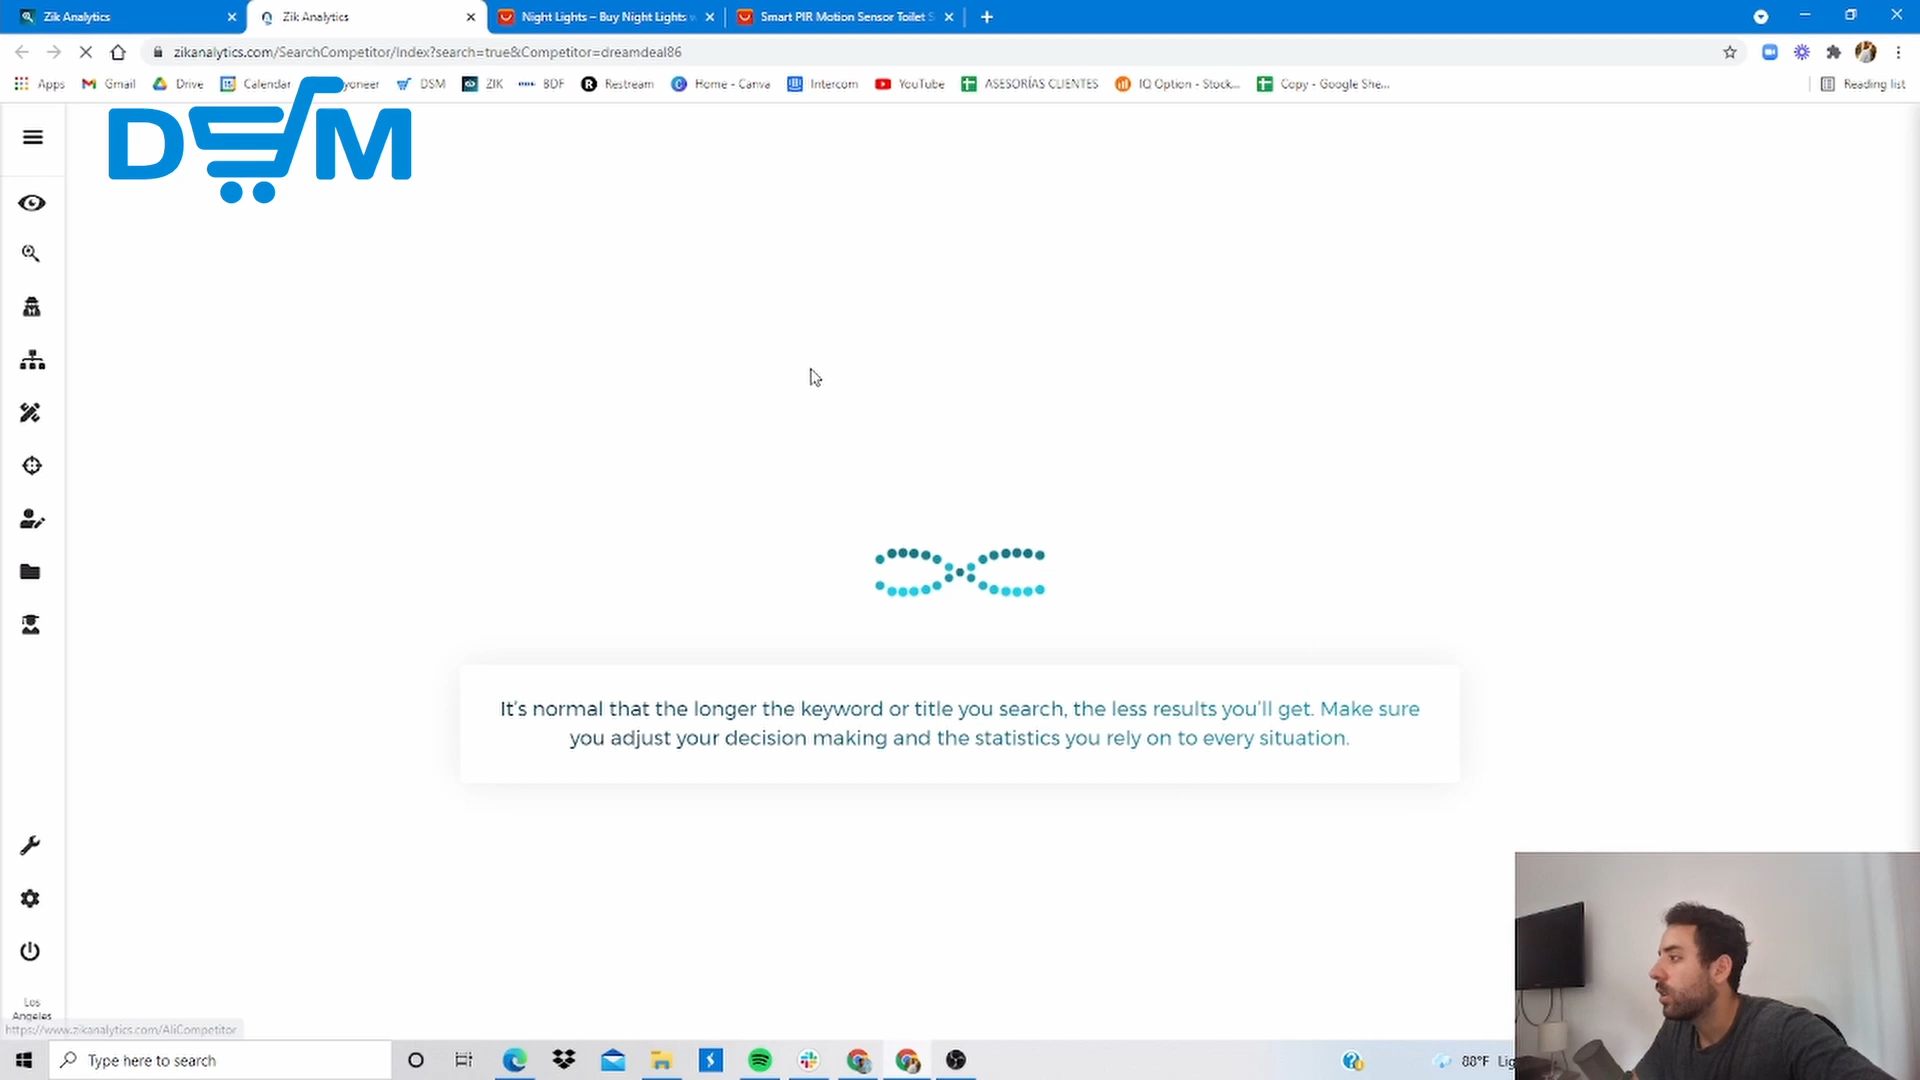 Zik Analytics
Zik Analytics
Night Lights – Buy Night Lights
Smart PIR Motion Sensor Toilet S
zikanalytics.com/SearchCompetitor/Index?search=true&Competitor=dreamdeal86
Apps
Gmail
Drive
Calendar
yoneer
DSM
ZIK
BDF
Restream
Home - Canva
Intercom
YouTube
ASESORÍAS CLIENTES
IQ Option - Stock...
Copy - Google She...
Reading list
DSM
It's normal that the longer the keyword or title you search, the less results you'll get. Make sure
you adjust your decision making and the statistics you rely on to every situation.
Los
Angeles
https://www.zikanalytics.com/AliCompetitor
Type here to search
88°F Lig